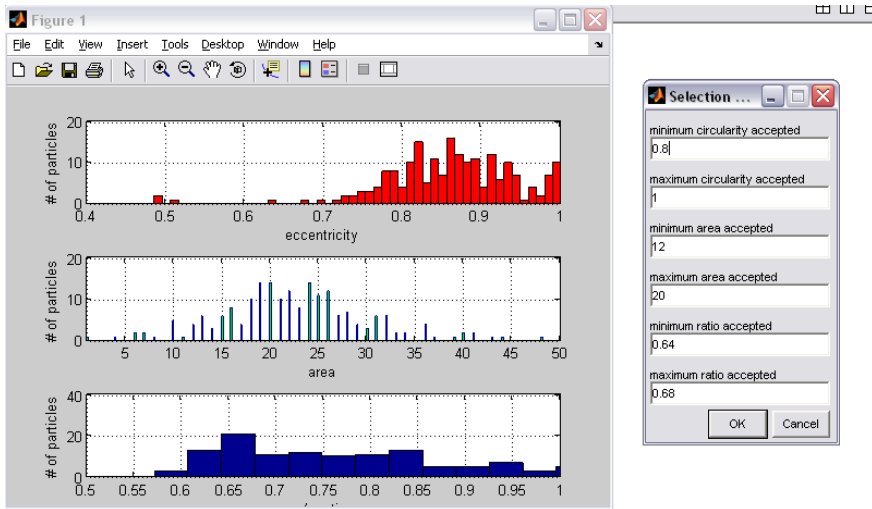 Figure 1
File Edit View Insert Tools Desktop Window Help
# of particles
20
10
0
0.4 0.5 0.6 0.7 0.8 0.9 1
eccentricity
# of particles
20
10
0
5 10 15 20 25 30 35 40 45 50
area
# of particles
40
20
0
0.5 0.55 0.6 0.65 0.7 0.75 0.8 0.85 0.9 0.95 1
Selection ...
minimum circularity accepted
0.8
maximum circularity accepted
1
minimum area accepted
12
maximum area accepted
20
minimum ratio accepted
0.64
maximum ratio accepted
0.68
OK Cancel